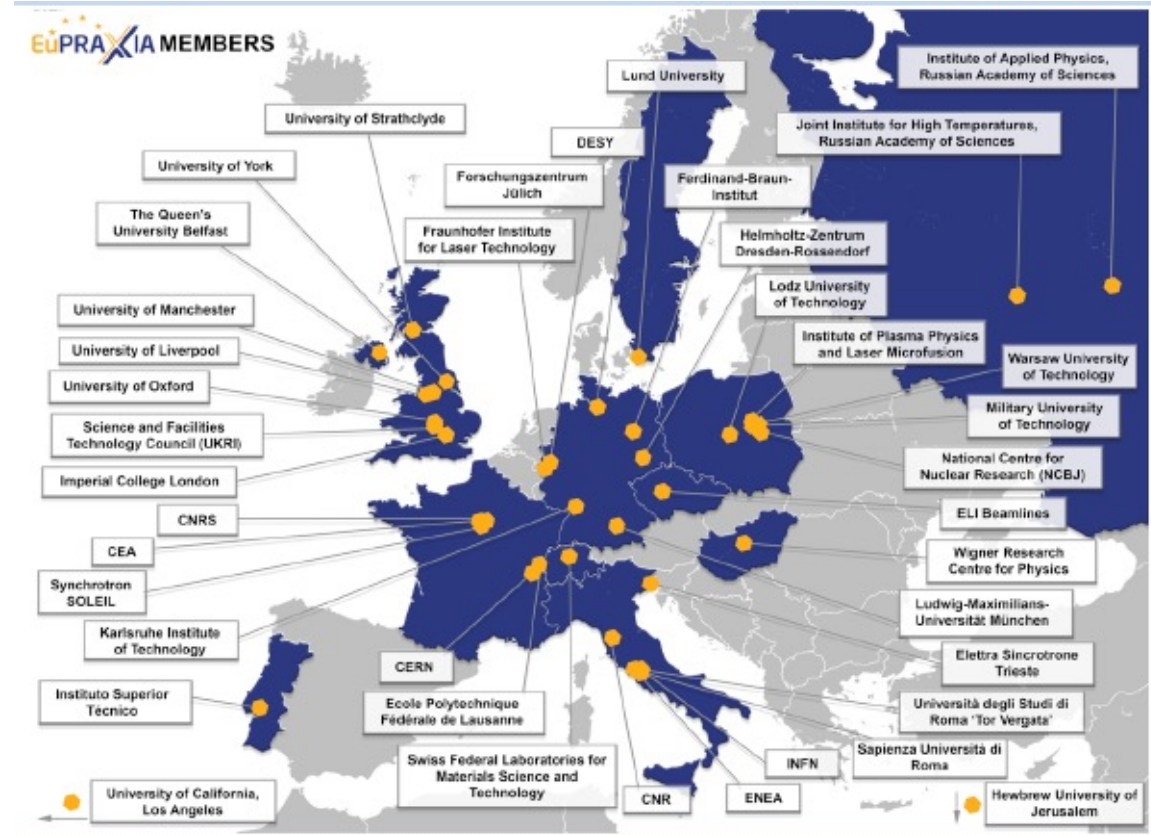 EuPRAXIA MEMBERS
Lund University
Institute of Applied Physics,
Russian Academy of Sciences
University of Strathclyde
DESY
Joint Institute for High Temperatures,
Russian Academy of Sciences
University of York
Forschungszentrum
Jülich
Ferdinand-Braun-
Institut
The Queen's
University Belfast
Fraunhofer Institute
for Laser Technology
Helmholtz-Zentrum
Dresden-Rossendorf
Lodz University
of Technology
University of Manchester
Institute of Plasma Physics
and Laser Microfusion
University of Liverpool
Warsaw University
of Technology
University of Oxford
Military University
of Technology
Science and Facilities
Technology Council (UKRI)
National Centre for
Nuclear Research (NCBJ)
Imperial College London
CNRS
ELI Beamlines
CEA
Wigner Research
Centre for Physics
Synchrotron
SOLEIL
Ludwig-Maximilians-
Universität München
Karlsruhe Institute
of Technology
CERN
Elettra Sincrotrone
Trieste
Instituto Superior
Técnico
Ecole Polytechnique
Fédérale de Lausanne
Università degli Studi di
Roma 'Tor Vergata'
Swiss Federal Laboratories for
Materials Science and
Technology
INFN
Sapienza Università di
Roma
CNR
ENEA
University of California,
Los Angeles
Hewbrew University of
Jerusalem